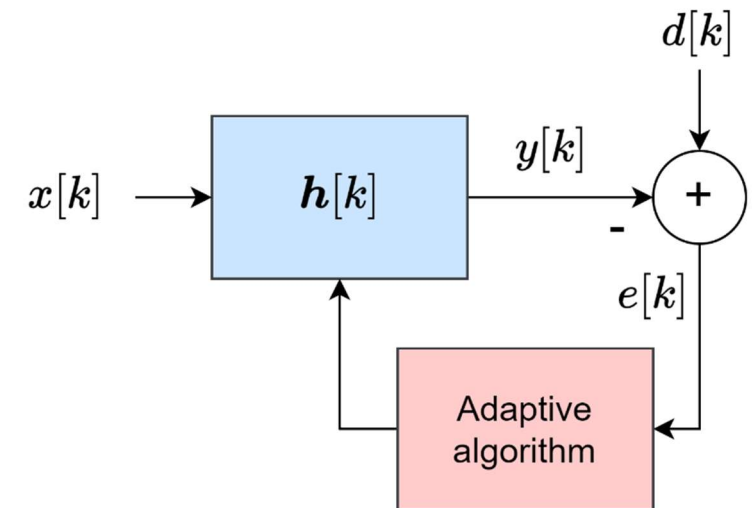 d[k]
y[k]
x[k]
h[k]
+
-
e[k]
Adaptive
algorithm